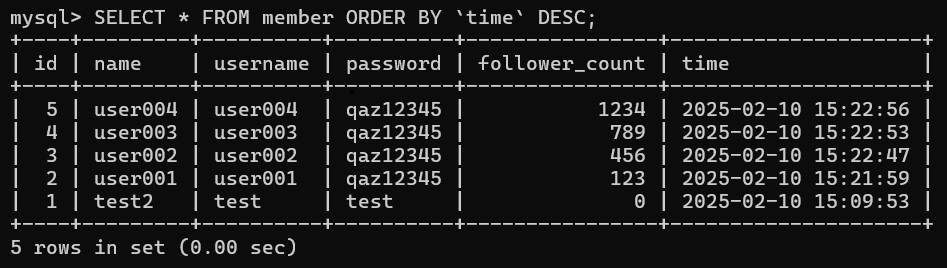 mysql> SELECT * FROM member ORDER BY `time` DESC;
+----+---------+----------+----------+----------------+---------------------+
| id | name    | username | password | follower_count | time                |
+----+---------+----------+----------+----------------+---------------------+
|  5 | user004 | user004  | qaz12345 |           1234 | 2025-02-10 15:22:56 |
|  4 | user003 | user003  | qaz12345 |            789 | 2025-02-10 15:22:53 |
|  3 | user002 | user002  | qaz12345 |            456 | 2025-02-10 15:22:47 |
|  2 | user001 | user001  | qaz12345 |            123 | 2025-02-10 15:21:59 |
|  1 | test2   | test     | test     |              0 | 2025-02-10 15:09:53 |
+----+---------+----------+----------+----------------+---------------------+
5 rows in set (0.00 sec)